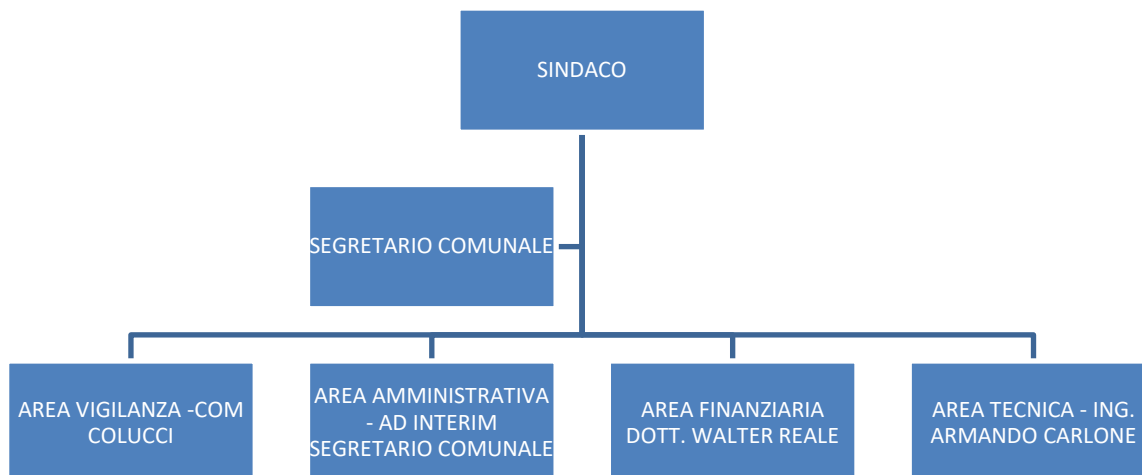 SINDACO
SEGRETARIO COMUNALE
AREA VIGILANZA -COM
COLUCCI
AREA AMMINISTRATIVA
- AD INTERIM
SEGRETARIO COMUNALE
AREA FINANZIARIA
DOTT. WALTER REALE
AREA TECNICA - ING.
ARMANDO CARLONE